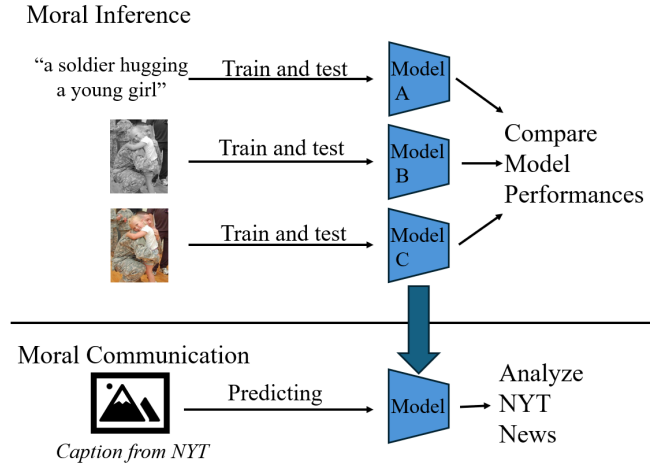 Moral Inference
“a soldier hugging
a young girl”
Train and test
Model
A
Train and test
Model
B
Train and test
Model
C
Compare
Model
Performances
Moral Communication
Caption from NYT
Predicting
Model
Analyze
NYT
News